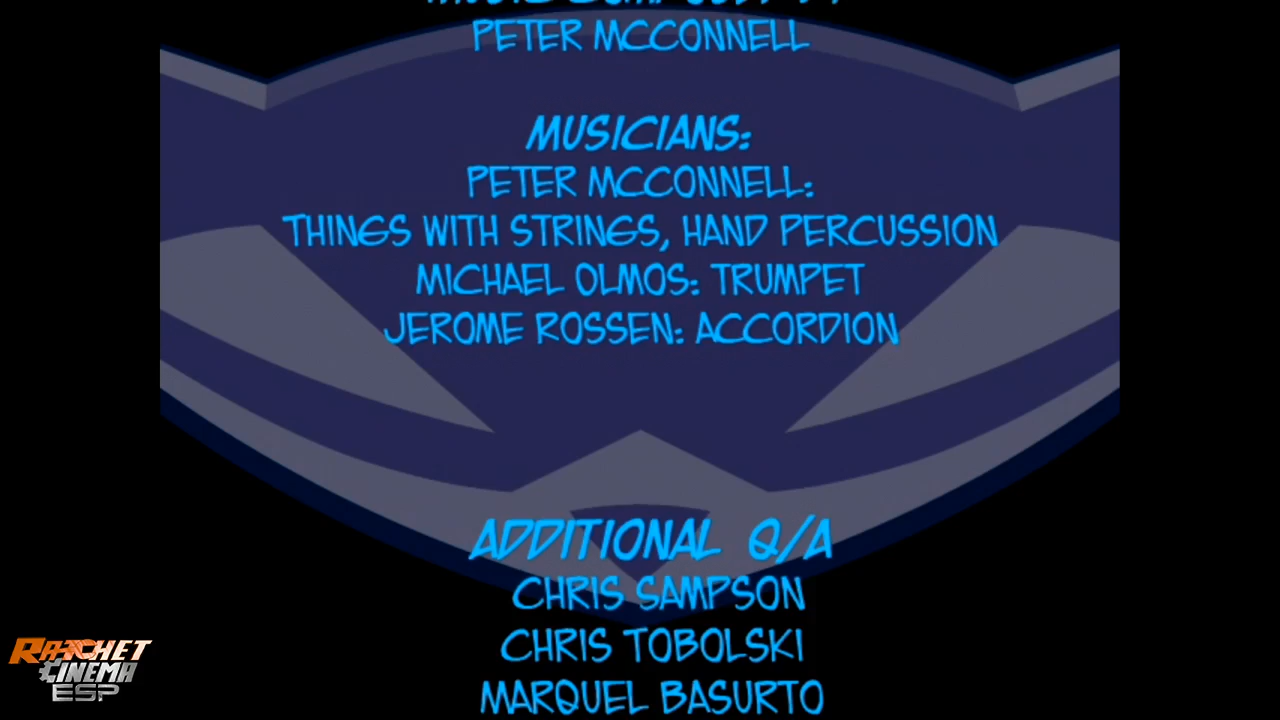 PETER MCCONNELL
MUSICIANS:
PETER MCCONNELL:
THINGS WITH STRINGS, HAND PERCUSSION
MICHAEL OLMOS: TRUMPET
JEROME ROSSEN: ACCORDION
ADDITIONAL Q/A
CHRIS SAMPSON
CHRIS TOBOLSKI
MARQUEL BASURTO
RATCHET
CINEMA
ESP